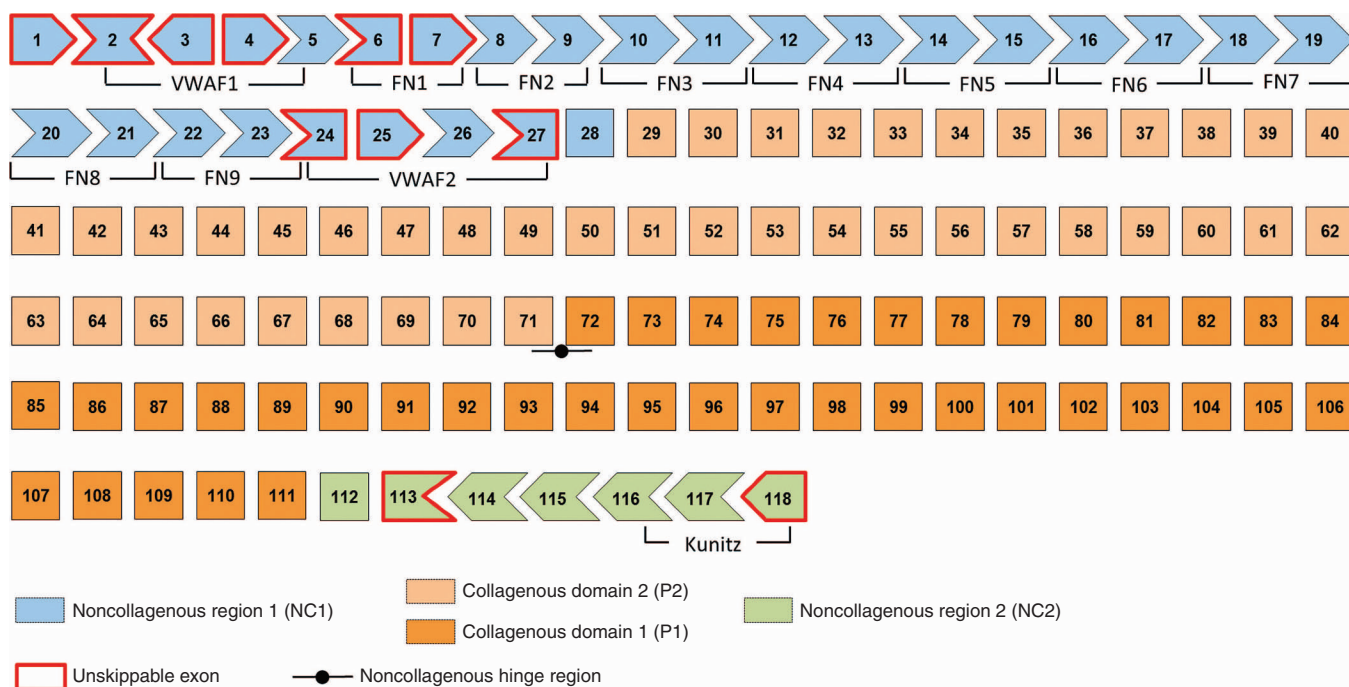 1 2 3 4 5 6 7 8 9 10 11 12 13 14 15 16 17 18 19
VWAF1 FN1 FN2 FN3 FN4 FN5 FN6 FN7
20 21 22 23 24 25 26 27 28 29 30 31 32 33 34 35 36 37 38 39 40
FN8 FN9 VWAF2
41 42 43 44 45 46 47 48 49 50 51 52 53 54 55 56 57 58 59 60 61 62
63 64 65 66 67 68 69 70 71 72 73 74 75 76 77 78 79 80 81 82 83 84
85 86 87 88 89 90 91 92 93 94 95 96 97 98 99 100 101 102 103 104 105 106
107 108 109 110 111 112 113 114 115 116 117 118
Kunitz
Noncollagenous region 1 (NC1)
Collagenous domain 2 (P2)
Collagenous domain 1 (P1)
Noncollagenous region 2 (NC2)
Unskippable exon
Noncollagenous hinge region